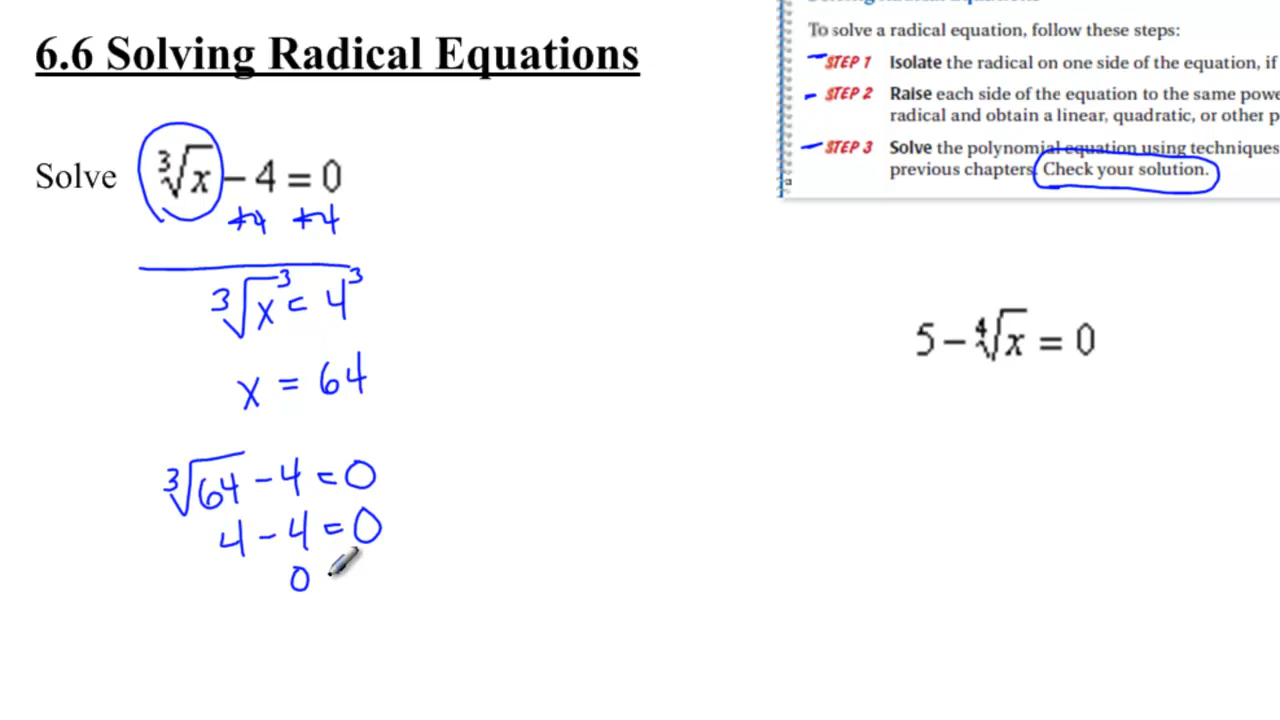 6.6 Solving Radical Equations
To solve a radical equation, follow these steps:
STEP 1 Isolate the radical on one side of the equation, if
STEP 2 Raise each side of the equation to the same powe
radical and obtain a linear, quadratic, or other p
STEP 3 Solve the polynomial equation using techniques
previous chapters. Check your solution.
Solve ∛x − 4 = 0
+4 +4
∛x³ = 4³
x = 64
∛64 − 4 = 0
4 − 4 = 0
0
5 − ∜x = 0